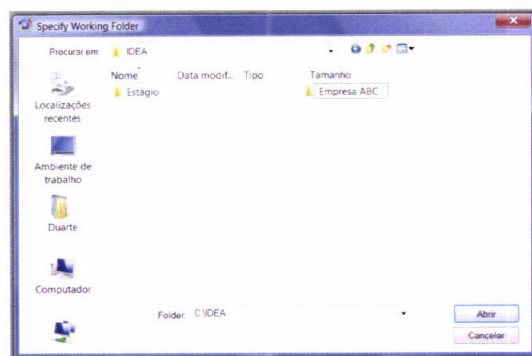 Specify Working Folder
Procurar em IDEA
Nome Data modif... Tipo Tamanho
Estágio Empresa ABC
Localizações
recentes
Ambiente de
trabalho
Duarte
Computador
Folder: C:\IDEA
Abrir
Cancelar